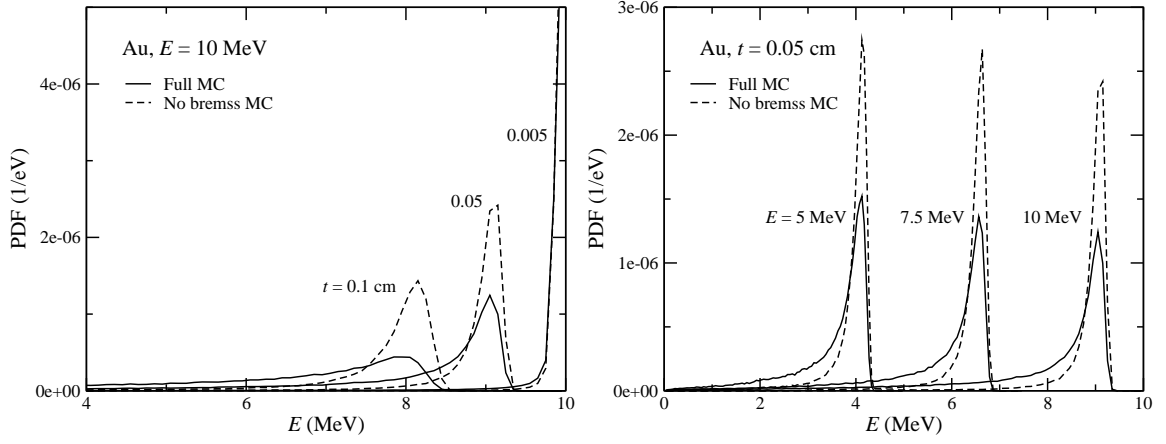 Au, E = 10 MeV
Full MC
No bremss MC
0.005
0.05
t = 0.1 cm
4e-06
2e-06
0e+00
PDF (1/eV)
4
6
8
10
E (MeV)
Au, t = 0.05 cm
Full MC
No bremss MC
E = 5 MeV
7.5 MeV
10 MeV
3e-06
2e-06
1e-06
0e+00
PDF (1/eV)
0
2
4
6
8
10
E (MeV)